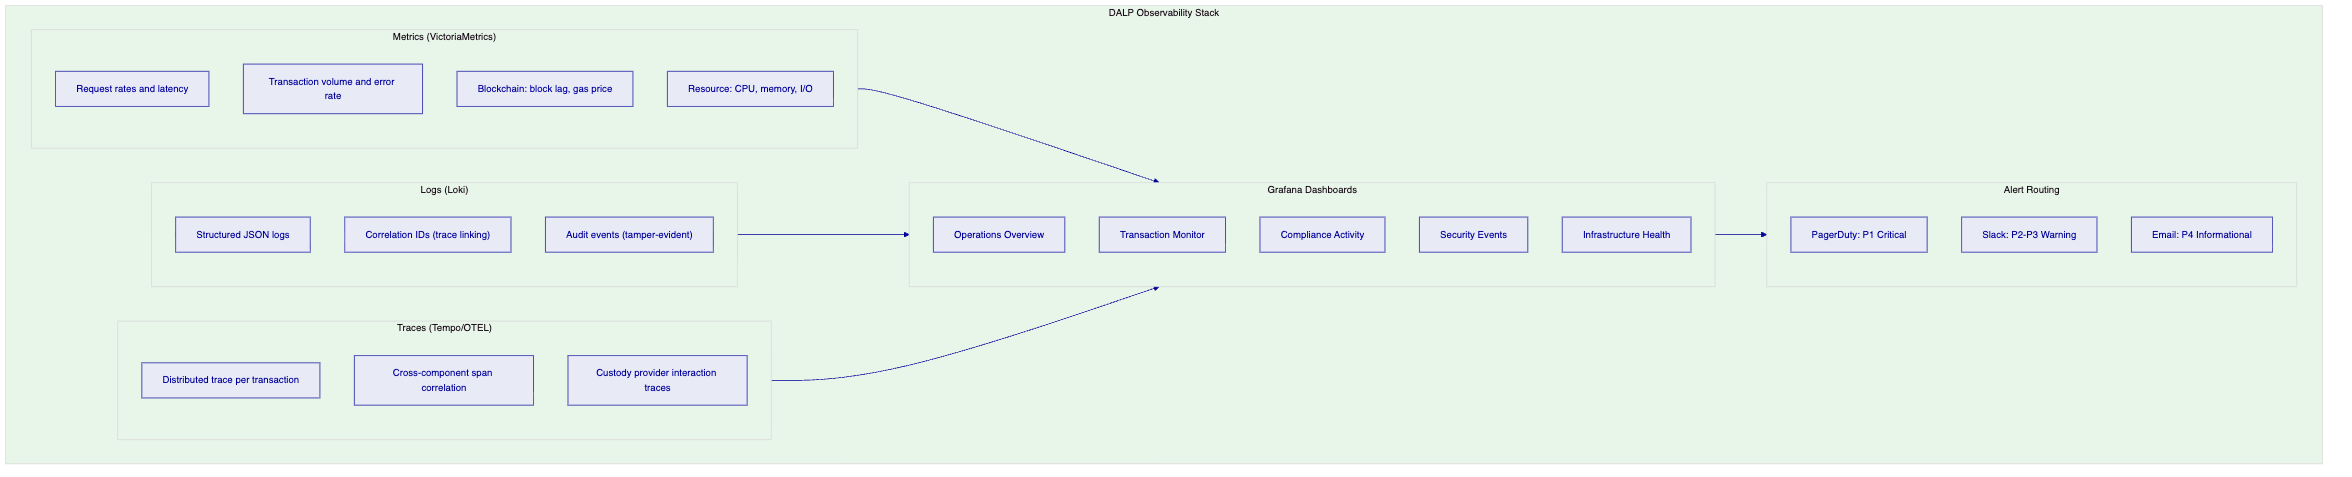 DALP Observability Stack
Metrics (VictoriaMetrics)
Request rates and latency
Transaction volume and error
rate
Blockchain: block lag, gas price
Resource: CPU, memory, I/O
Logs (Loki)
Structured JSON logs
Correlation IDs (trace linking)
Audit events (tamper-evident)
Traces (Tempo/OTEL)
Distributed trace per transaction
Cross-component span
correlation
Custody provider interaction
traces
Grafana Dashboards
Operations Overview
Transaction Monitor
Compliance Activity
Security Events
Infrastructure Health
Alert Routing
PagerDuty: P1 Critical
Slack: P2-P3 Warning
Email: P4 Informational